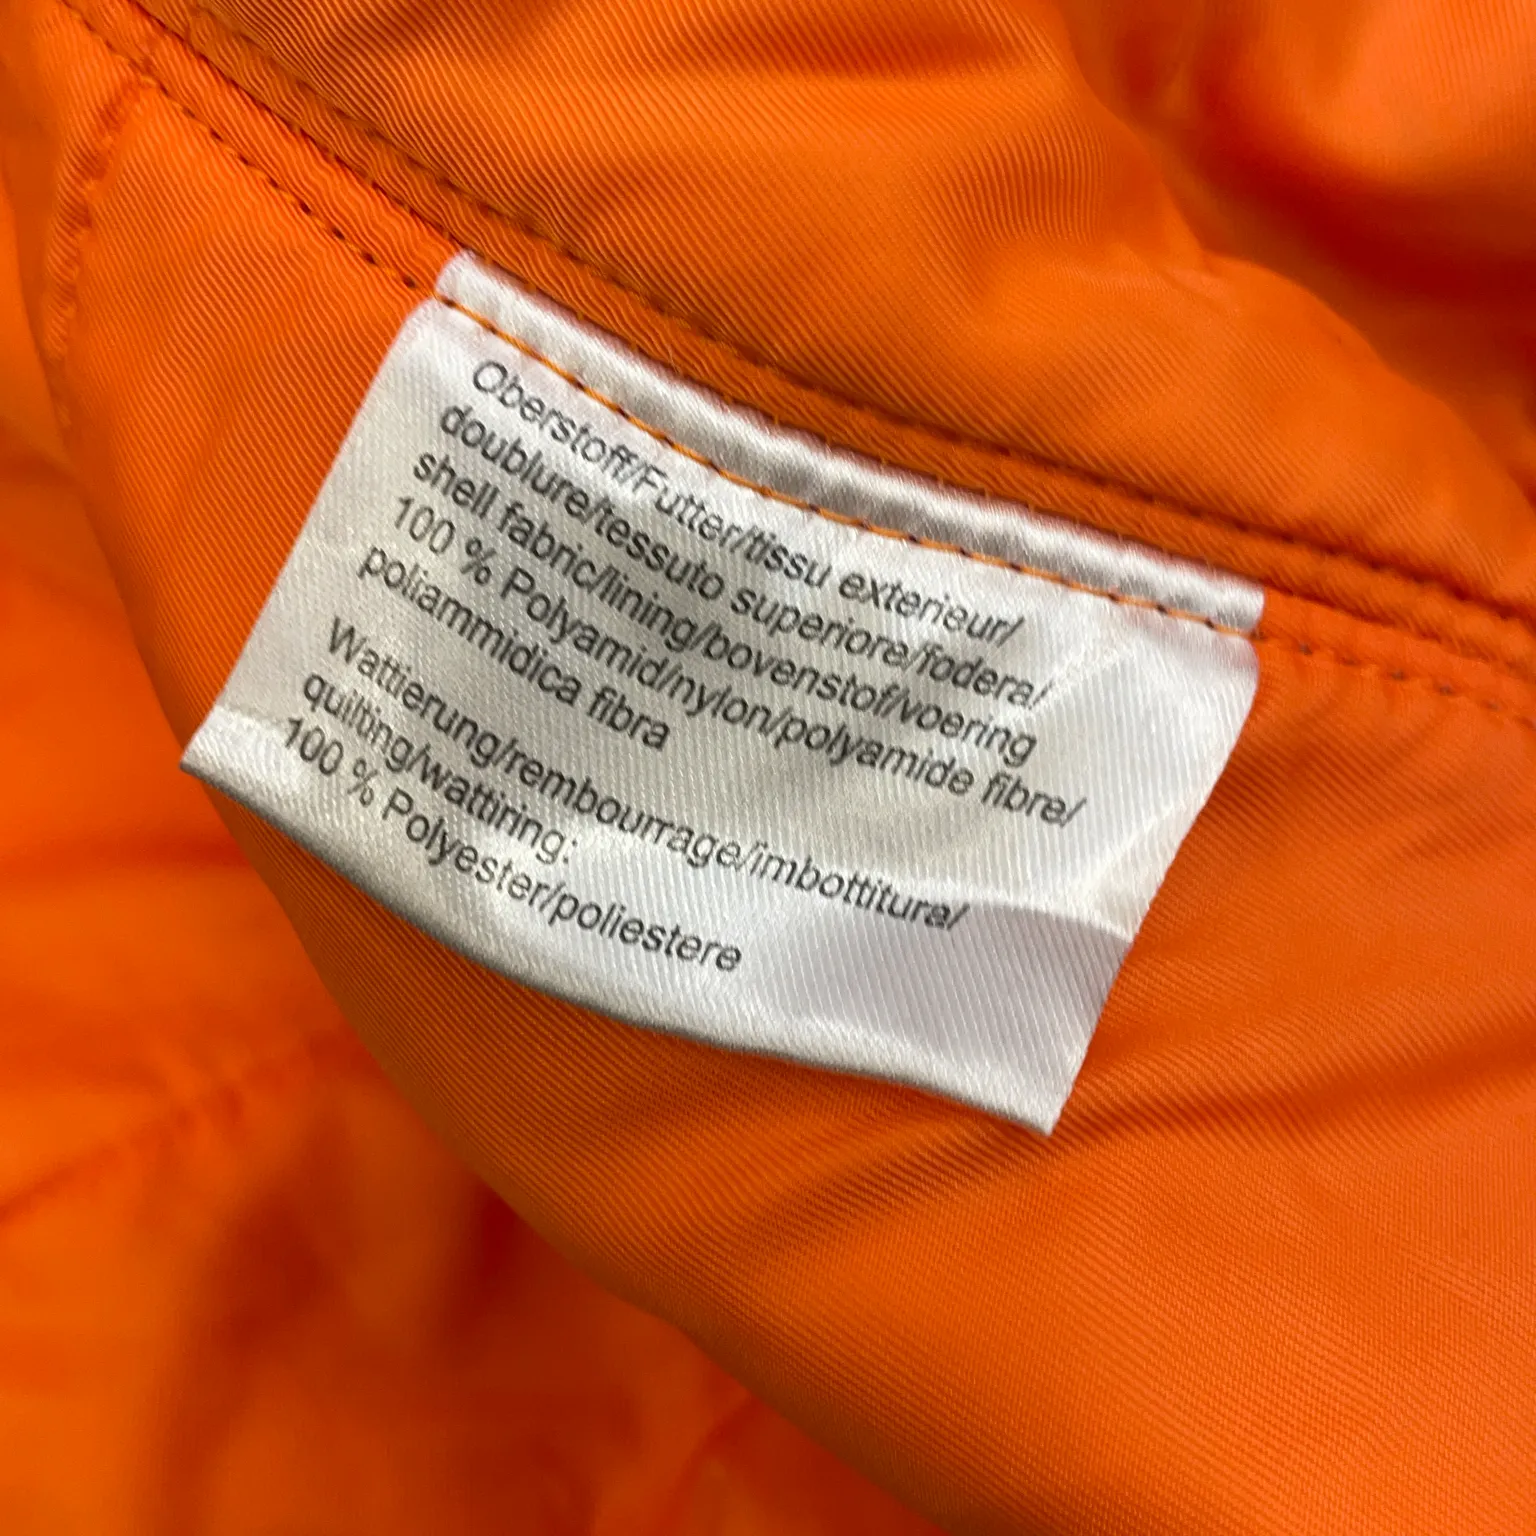 Oberstoff/Futter/tissu exterieur/
doublure/tessuto superiore/fodera/
shell fabric/lining/bovenstof/voering
100 % Polyamid/nylon/polyamide fibre/
poliammidica fibra
Wattierung/rembourrage/imbottitura/
quilting/wattiring:
100 % Polyester/poliestere